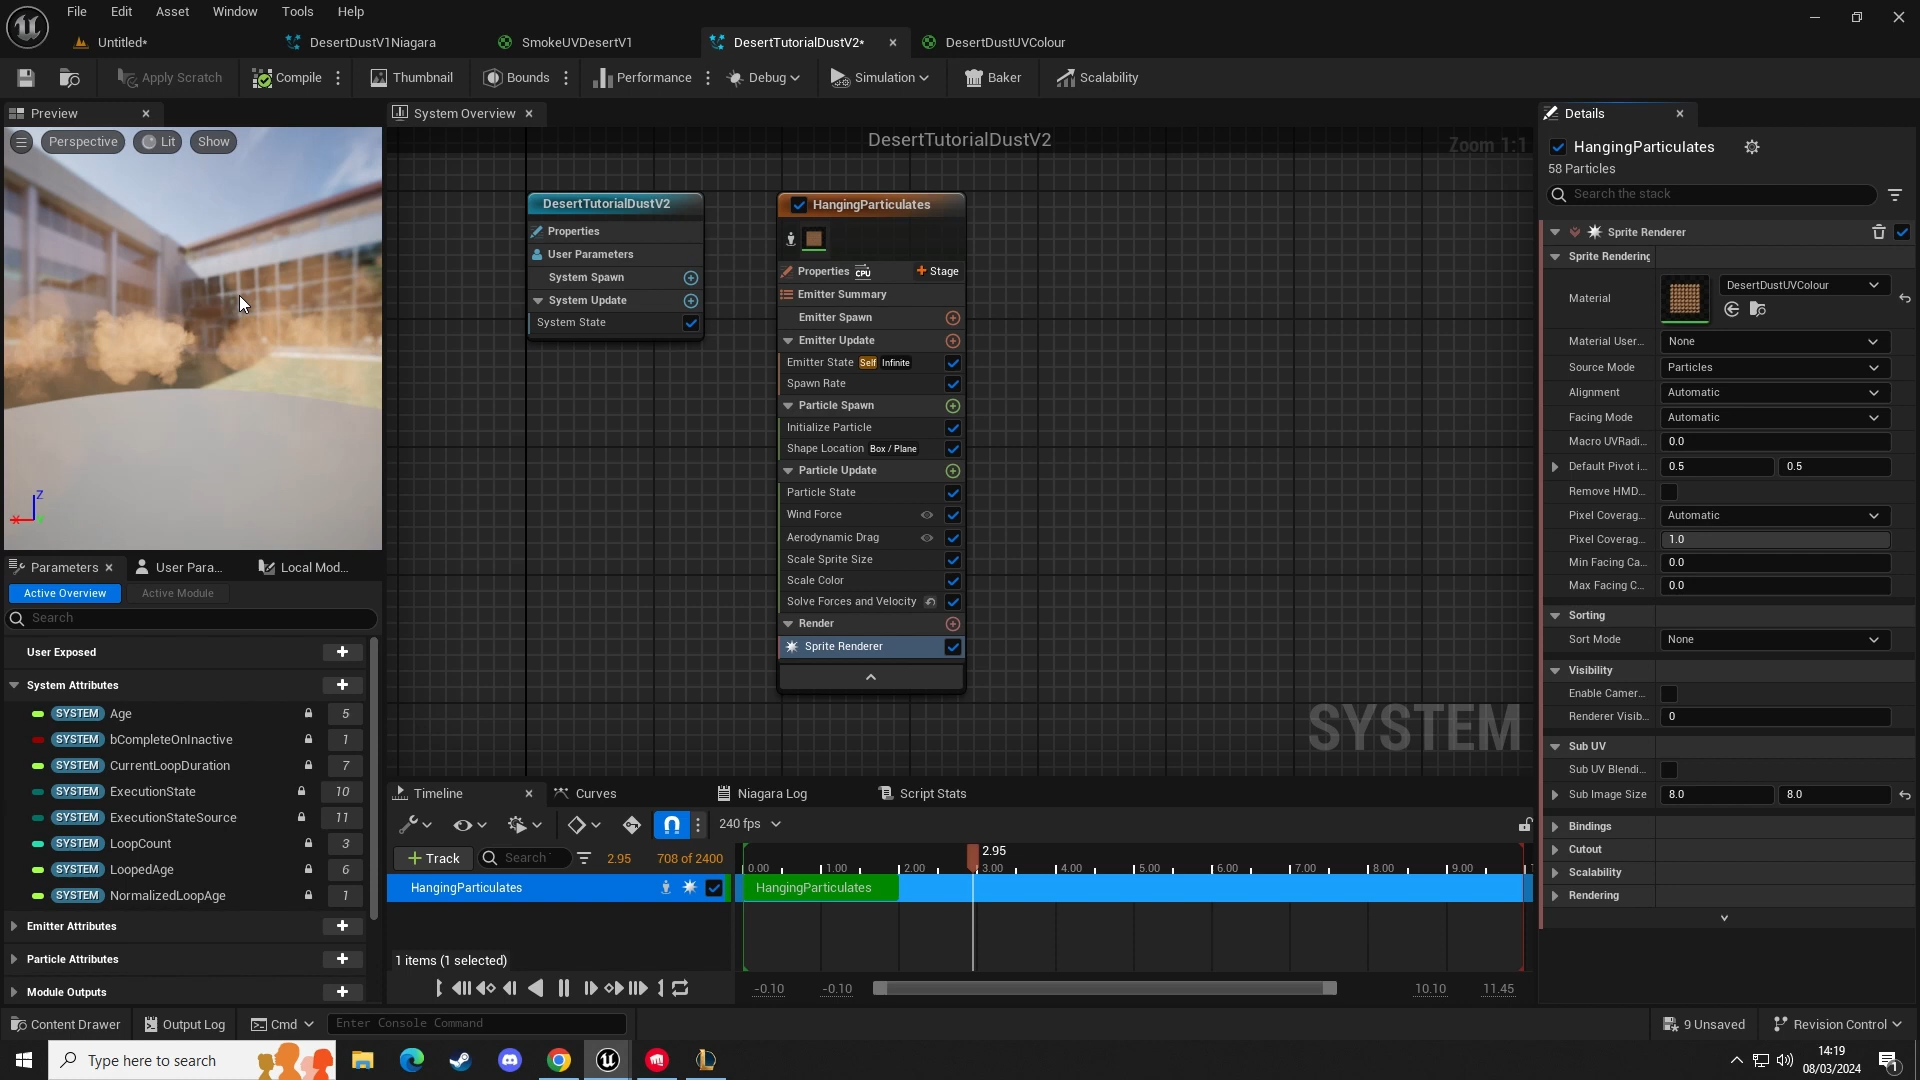 File Edit Asset Window Tools Help
Untitled* DesertDustV1Niagara SmokeUVDesertV1 DesertTutorialDustV2* DesertDustUVColour
Apply Scratch Compile Thumbnail Bounds Performance Debug Simulation Baker Scalability
Preview
Perspective Lit Show
Z
X
System Overview
DesertTutorialDustV2
Zoom 1:1
DesertTutorialDustV2
Properties
User Parameters
System Spawn
System Update
System State
HangingParticulates
Properties CPU Stage
Emitter Summary
Emitter Spawn
Emitter Update
Emitter State Self Infinite
Spawn Rate
Particle Spawn
Initialize Particle
Shape Location Box / Plane
Particle Update
Particle State
Wind Force
Aerodynamic Drag
Scale Sprite Size
Scale Color
Solve Forces and Velocity
Render
Sprite Renderer
SYSTEM
Parameters User Para... Local Mod...
Active Overview Active Module
Search
User Exposed
System Attributes
SYSTEM Age 5
SYSTEM bCompleteOnInactive 1
SYSTEM CurrentLoopDuration 7
SYSTEM ExecutionState 10
SYSTEM ExecutionStateSource 11
SYSTEM LoopCount 3
SYSTEM LoopedAge 6
SYSTEM NormalizedLoopAge 1
Emitter Attributes
Particle Attributes
Module Outputs
Timeline Curves Niagara Log Script Stats
240 fps
Track Search 2.95 708 of 2400
2.95
0.00 1.00 2.00 3.00 4.00 5.00 6.00 7.00 8.00 9.00
HangingParticulates HangingParticulates
1 items (1 selected)
-0.10 -0.10 10.10 11.45
Details
HangingParticulates
58 Particles
Search the stack
Sprite Renderer
Sprite Rendering
Material DesertDustUVColour
Material User... None
Source Mode Particles
Alignment Automatic
Facing Mode Automatic
Macro UVRadi... 0.0
Default Pivot i... 0.5 0.5
Remove HMD...
Pixel Coverag... Automatic
Pixel Coverag... 1.0
Min Facing Ca... 0.0
Max Facing C... 0.0
Sorting
Sort Mode None
Visibility
Enable Camer...
Renderer Visib... 0
Sub UV
Sub UV Blendi...
Sub Image Size 8.0 8.0
Bindings
Cutout
Scalability
Rendering
Content Drawer Output Log Cmd Enter Console Command 9 Unsaved Revision Control
Type here to search
14:19
08/03/2024
1